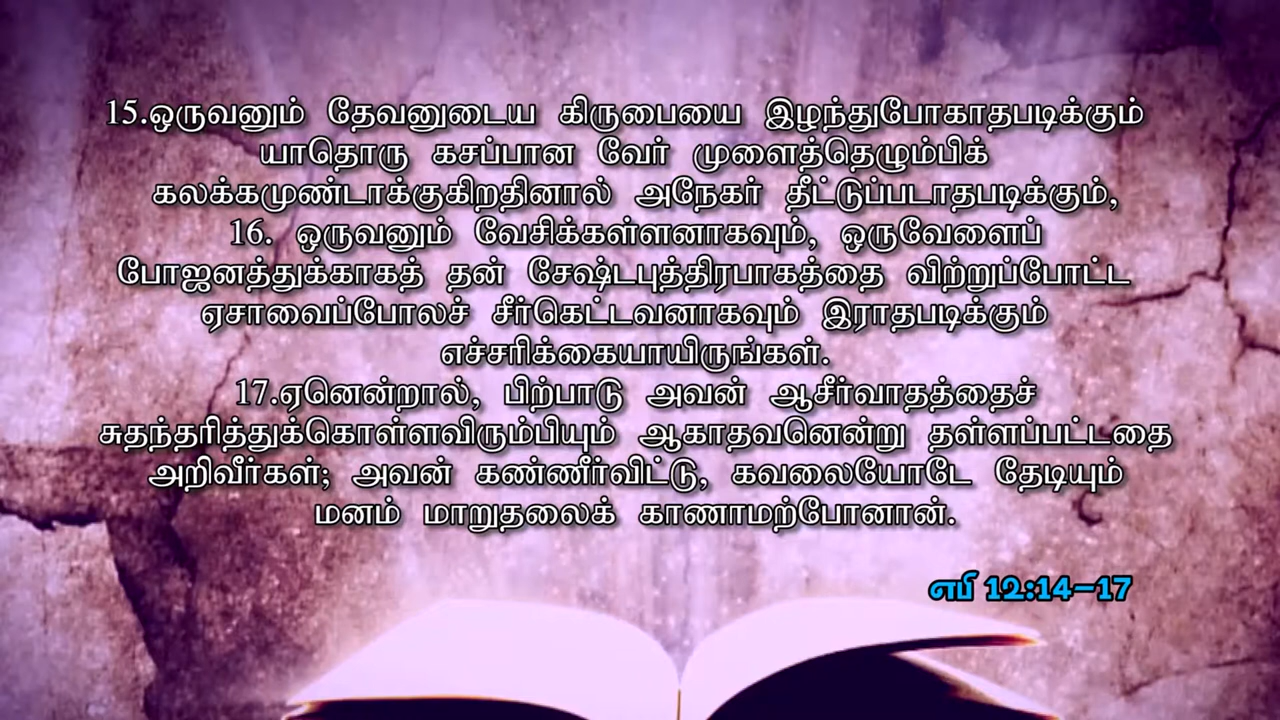 15.ஒருவனும் தேவனுடைய கிருபையை இழந்துபோகாதபடிக்கும்
யாதொரு கசப்பான வேர் முளைத்தெழும்பிக்
கலக்கமுண்டாக்குகிறதினால் அநேகர் தீட்டுப்படாதபடிக்கும்,
16. ஒருவனும் வேசிக்கள்ளனாகவும், ஒருவேளைப்
போஜனத்துக்காகத் தன் சேஷ்டபுத்திரபாகத்தை விற்றுப்போட்ட
ஏசாவைப்போலச் சீர்கெட்டவனாகவும் இராதபடிக்கும்
எச்சரிக்கையாயிருங்கள்.
17.ஏனென்றால், பிற்பாடு அவன் ஆசீர்வாதத்தைச்
சுதந்தரித்துக்கொள்ளவிரும்பியும் ஆகாதவனென்று தள்ளப்பட்டதை
அறிவீர்கள்; அவன் கண்ணீர்விட்டு, கவலையோடே தேடியும்
மனம் மாறுதலைக் காணாமற்போனான்.
எபி 12:14-17